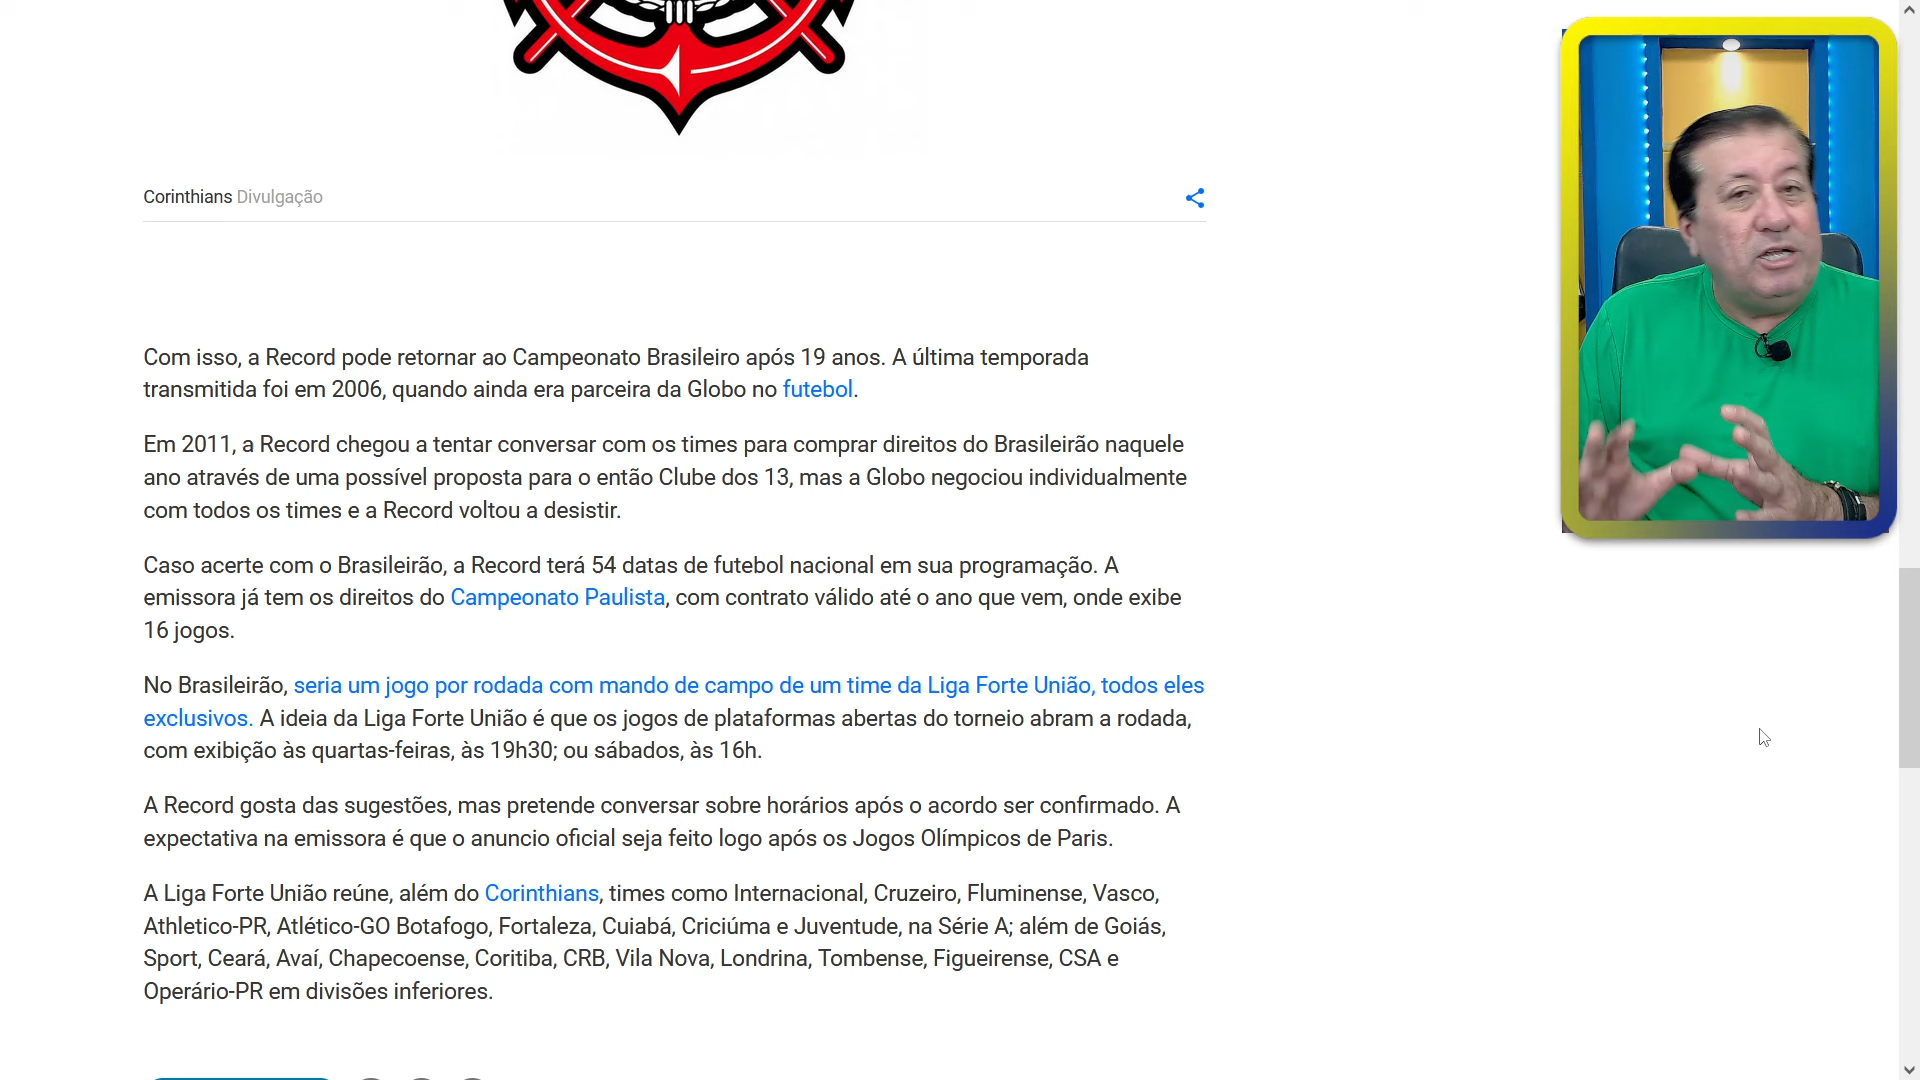 Corinthians Divulgação
Com isso, a Record pode retornar ao Campeonato Brasileiro após 19 anos. A última temporada
transmitida foi em 2006, quando ainda era parceira da Globo no futebol.
Em 2011, a Record chegou a tentar conversar com os times para comprar direitos do Brasileirão naquele
ano através de uma possível proposta para o então Clube dos 13, mas a Globo negociou individualmente
com todos os times e a Record voltou a desistir.
Caso acerte com o Brasileirão, a Record terá 54 datas de futebol nacional em sua programação. A
emissora já tem os direitos do Campeonato Paulista, com contrato válido até o ano que vem, onde exibe
16 jogos.
No Brasileirão, seria um jogo por rodada com mando de campo de um time da Liga Forte União, todos eles
exclusivos. A ideia da Liga Forte União é que os jogos de plataformas abertas do torneio abram a rodada,
com exibição às quartas-feiras, às 19h30; ou sábados, às 16h.
A Record gosta das sugestões, mas pretende conversar sobre horários após o acordo ser confirmado. A
expectativa na emissora é que o anuncio oficial seja feito logo após os Jogos Olímpicos de Paris.
A Liga Forte União reúne, além do Corinthians, times como Internacional, Cruzeiro, Fluminense, Vasco,
Athletico-PR, Atlético-GO Botafogo, Fortaleza, Cuiabá, Criciúma e Juventude, na Série A; além de Goiás,
Sport, Ceará, Avaí, Chapecoense, Coritiba, CRB, Vila Nova, Londrina, Tombense, Figueirense, CSA e
Operário-PR em divisões inferiores.